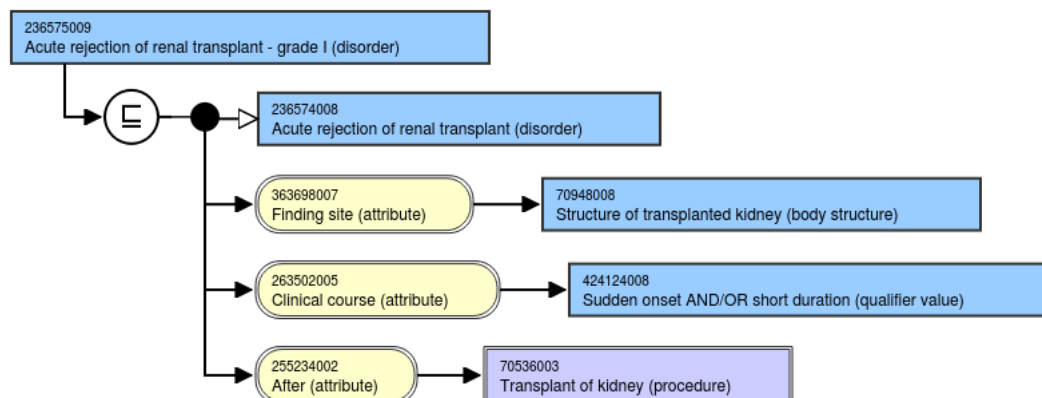 236575009
Acute rejection of renal transplant - grade I (disorder)
⊑
236574008
Acute rejection of renal transplant (disorder)
363698007
Finding site (attribute)
70948008
Structure of transplanted kidney (body structure)
263502005
Clinical course (attribute)
424124008
Sudden onset AND/OR short duration (qualifier value)
255234002
After (attribute)
70536003
Transplant of kidney (procedure)